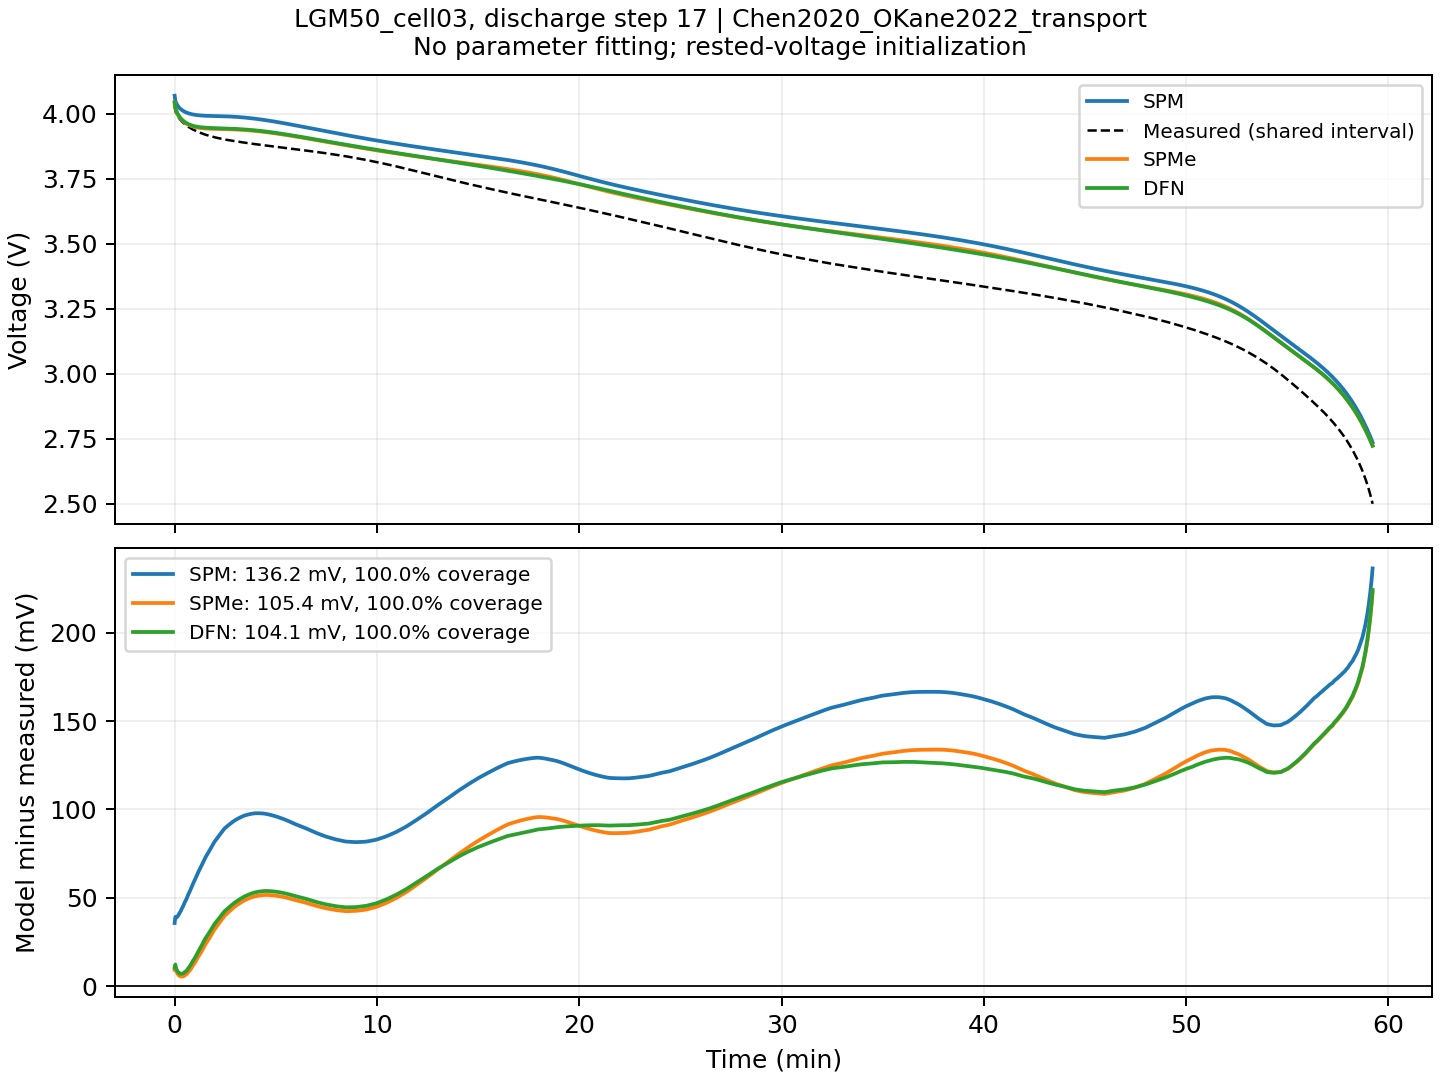 LGM50_cell03, discharge step 17 | Chen2020_OKane2022_transport
No parameter fitting; rested-voltage initialization
Voltage (V)
4.00
3.75
3.50
3.25
3.00
2.75
2.50
SPM
Measured (shared interval)
SPMe
DFN
Model minus measured (mV)
200
150
100
50
0
SPM: 136.2 mV, 100.0% coverage
SPMe: 105.4 mV, 100.0% coverage
DFN: 104.1 mV, 100.0% coverage
0 10 20 30 40 50 60
Time (min)